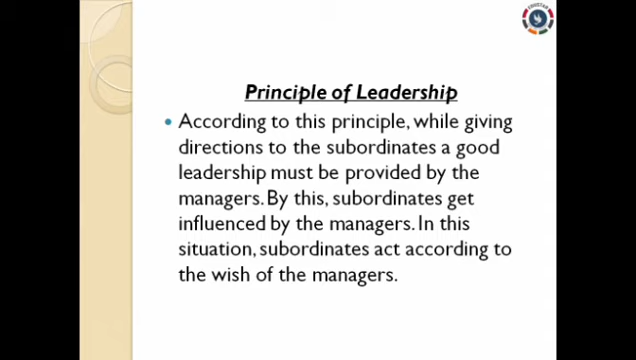 Principle of Leadership
According to this principle, while giving
directions to the subordinates a good
leadership must be provided by the
managers. By this, subordinates get
influenced by the managers. In this
situation, subordinates act according to
the wish of the managers.